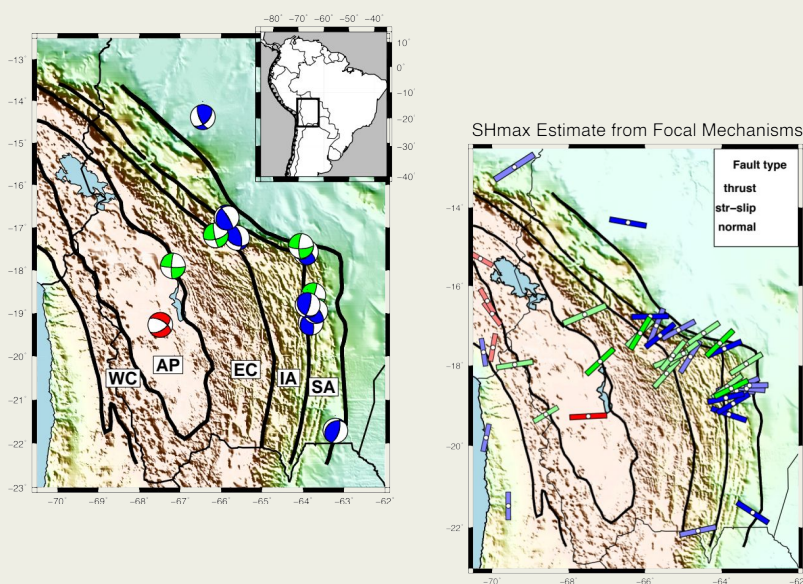 −80° −70° −60° −50° −40° −30°
10°
0°
−10°
−20°
−30°
−40°
−13°
−14°
−15°
−16°
−17°
−18°
−19°
−20°
−21°
−22°
−23°
WC
AP
EC
IA
SA
−70° −69° −68° −67° −66° −65° −64° −63° −62°
SHmax Estimate from Focal Mechanisms
Fault type
thrust
str−slip
normal
−14°
−16°
−18°
−20°
−22°
−70° −68° −66° −64° −62